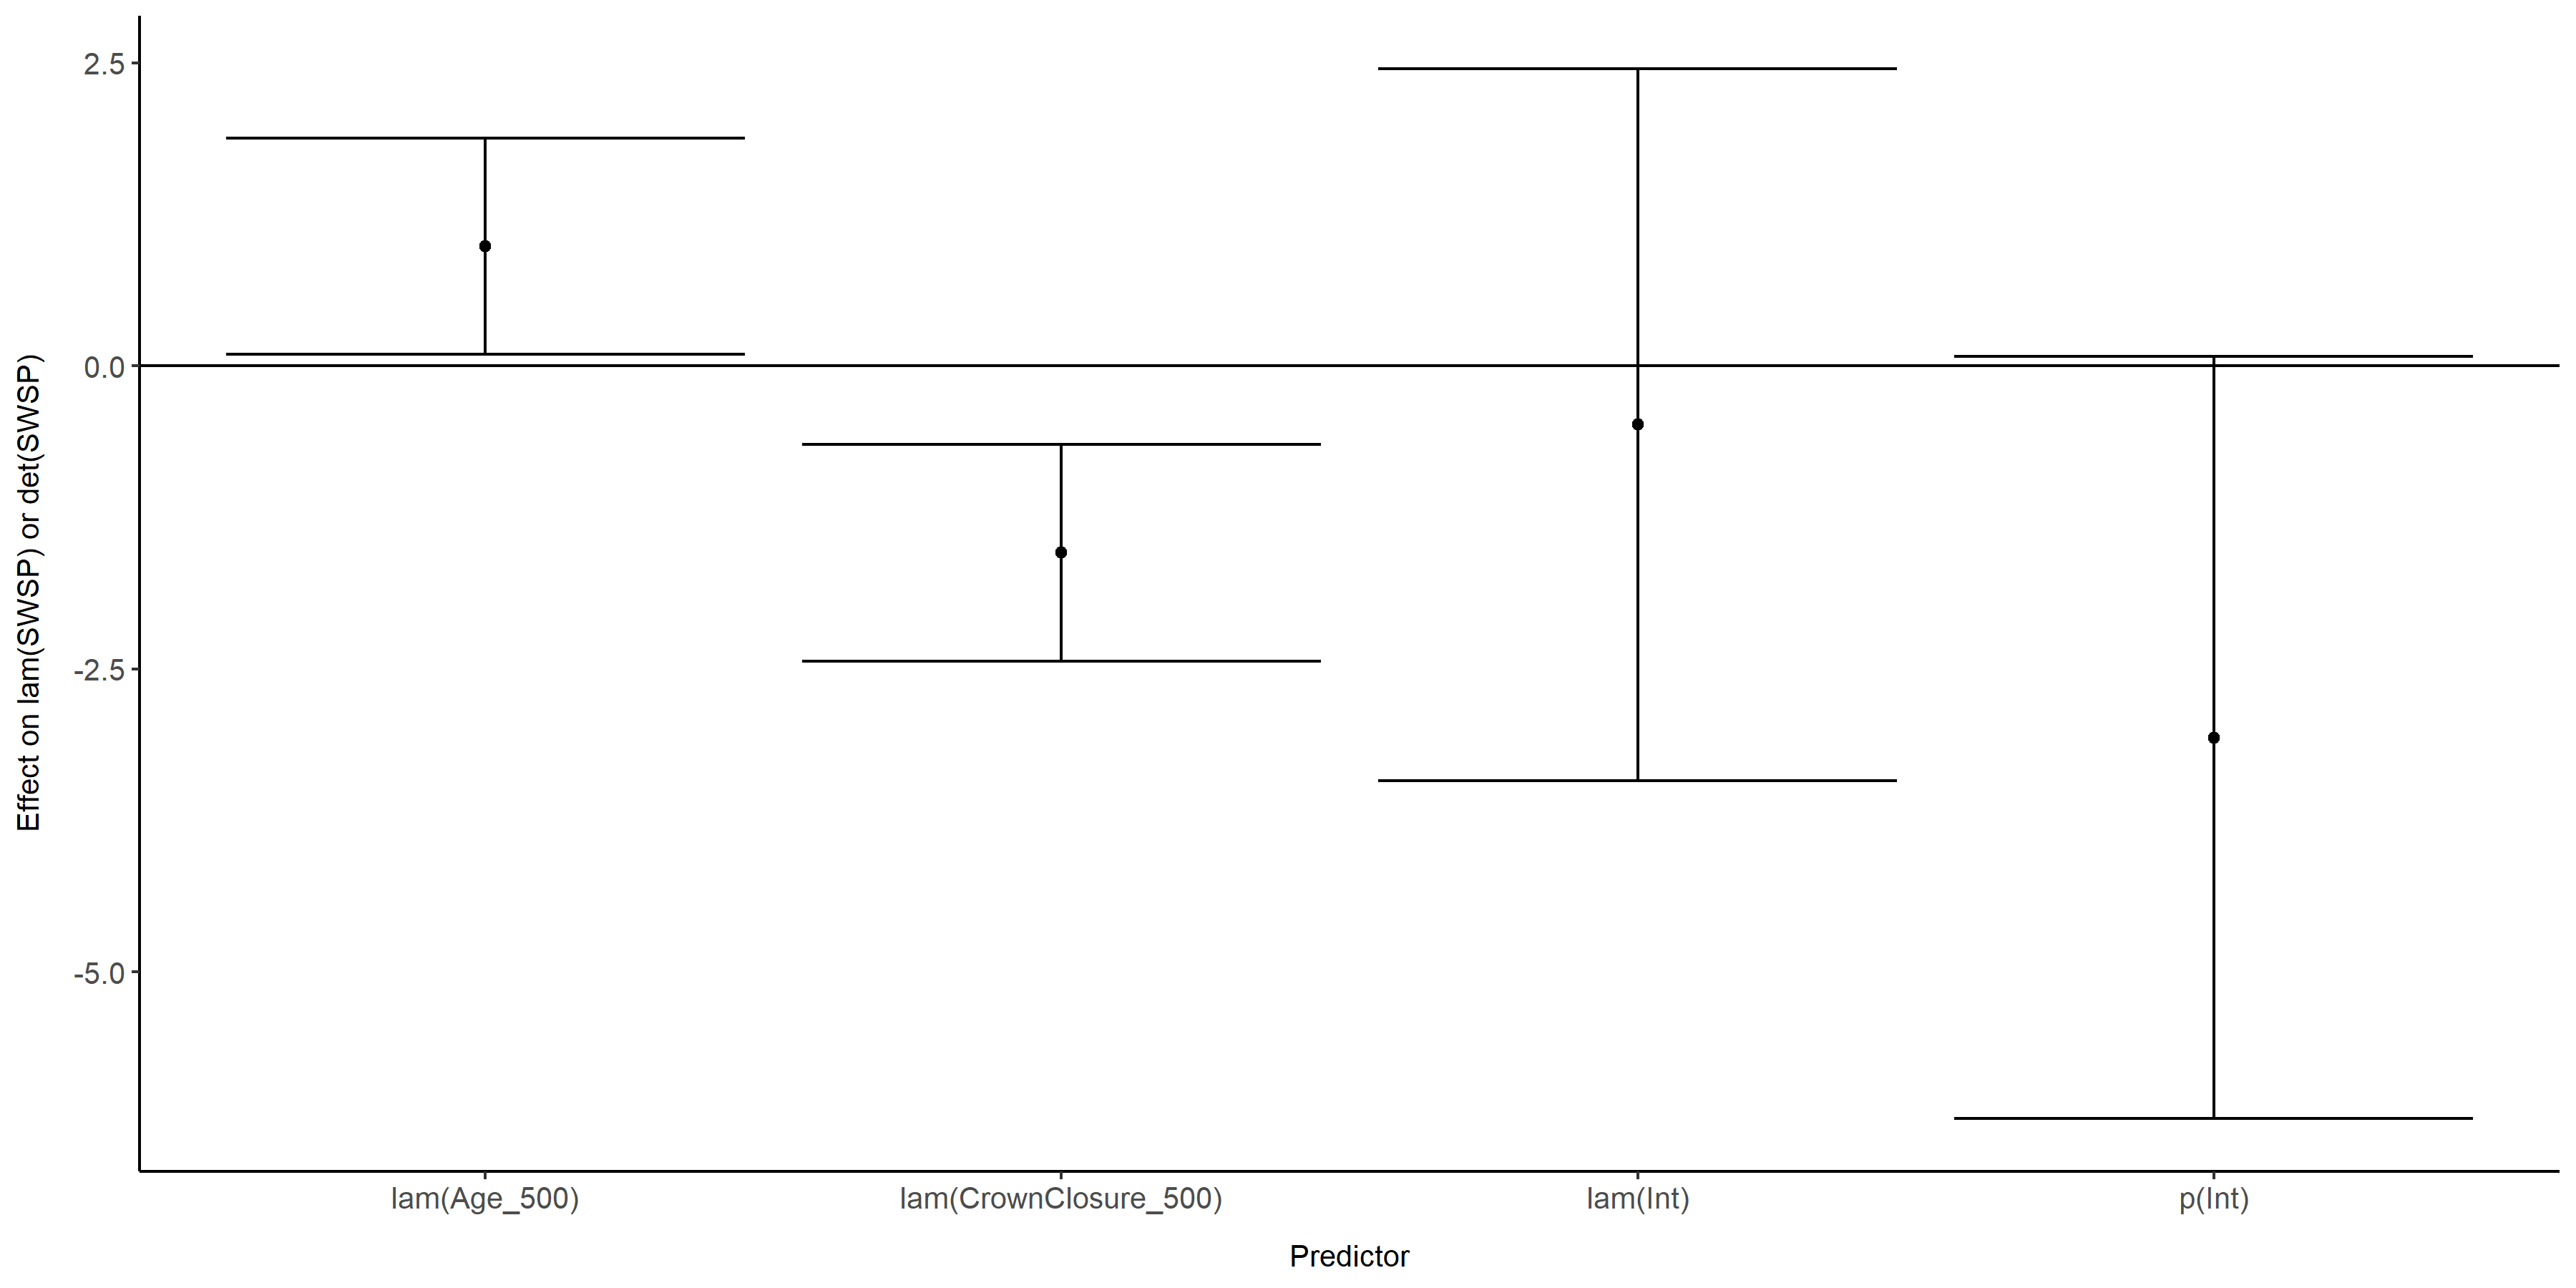 Effect on lam(SWSP) or det(SWSP)
2.5
0.0
-2.5
-5.0
lam(Age_500) lam(CrownClosure_500) lam(Int) p(Int)
Predictor